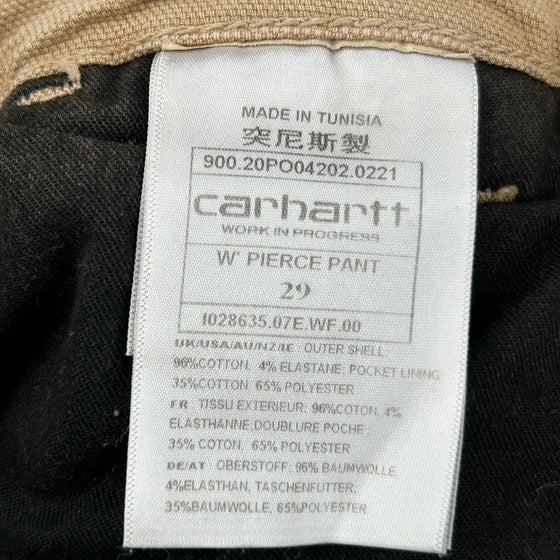 MADE IN TUNISIA
突尼斯製
900.20PO04202.0221
carhartt
WORK IN PROGRESS
W' PIERCE PANT
29
I028635.07E.WF.00
UK/USA/AU/NZ/IE OUTER SHELL:
96%COTTON, 4% ELASTANE; POCKET LINING
35%COTTON, 65% POLYESTER
FR TISSU EXTERIEUR; 96%COTON, 4%
ELASTHANNE;DOUBLURE POCHE :
35% COTON, 65% POLYESTER
DE/AT OBERSTOFF: 96% BAUMWOLLE,
4%ELASTHAN, TASCHENFUTTER;
35%BAUMWOLLE, 65%POLYESTER